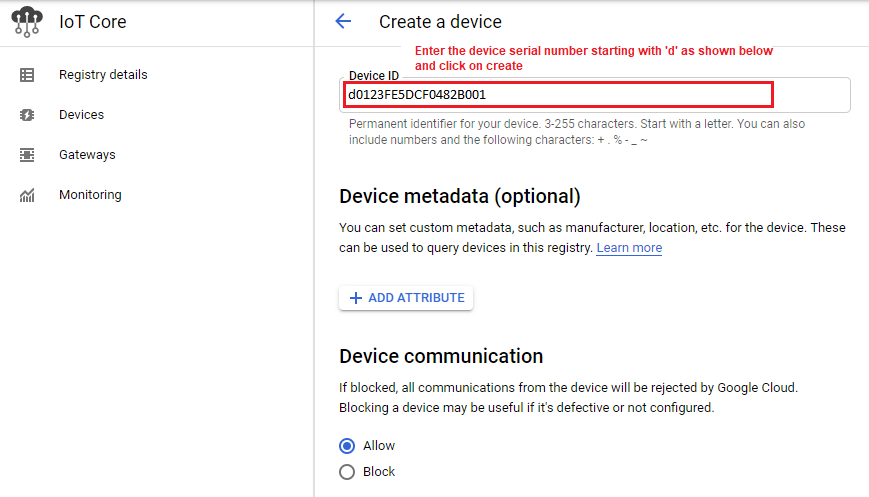 IoT Core
Create a device
Enter the device serial number starting with 'd' as shown below
and click on create
Registry details
Devices
Gateways
Monitoring
Device ID
d0123FE5DCF0482B001
Permanent identifier for your device. 3-255 characters. Start with a letter. You can also
include numbers and the following characters: + . % - _ ~
Device metadata (optional)
You can set custom metadata, such as manufacturer, location, etc. for the device. These
can be used to query devices in this registry. Learn more
ADD ATTRIBUTE
Device communication
If blocked, all communications from the device will be rejected by Google Cloud.
Blocking a device may be useful if it's defective or not configured.
Allow
Block